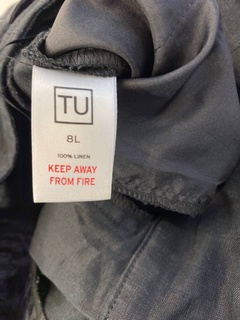 TU
8L
100% LINEN
KEEP AWAY
FROM FIRE